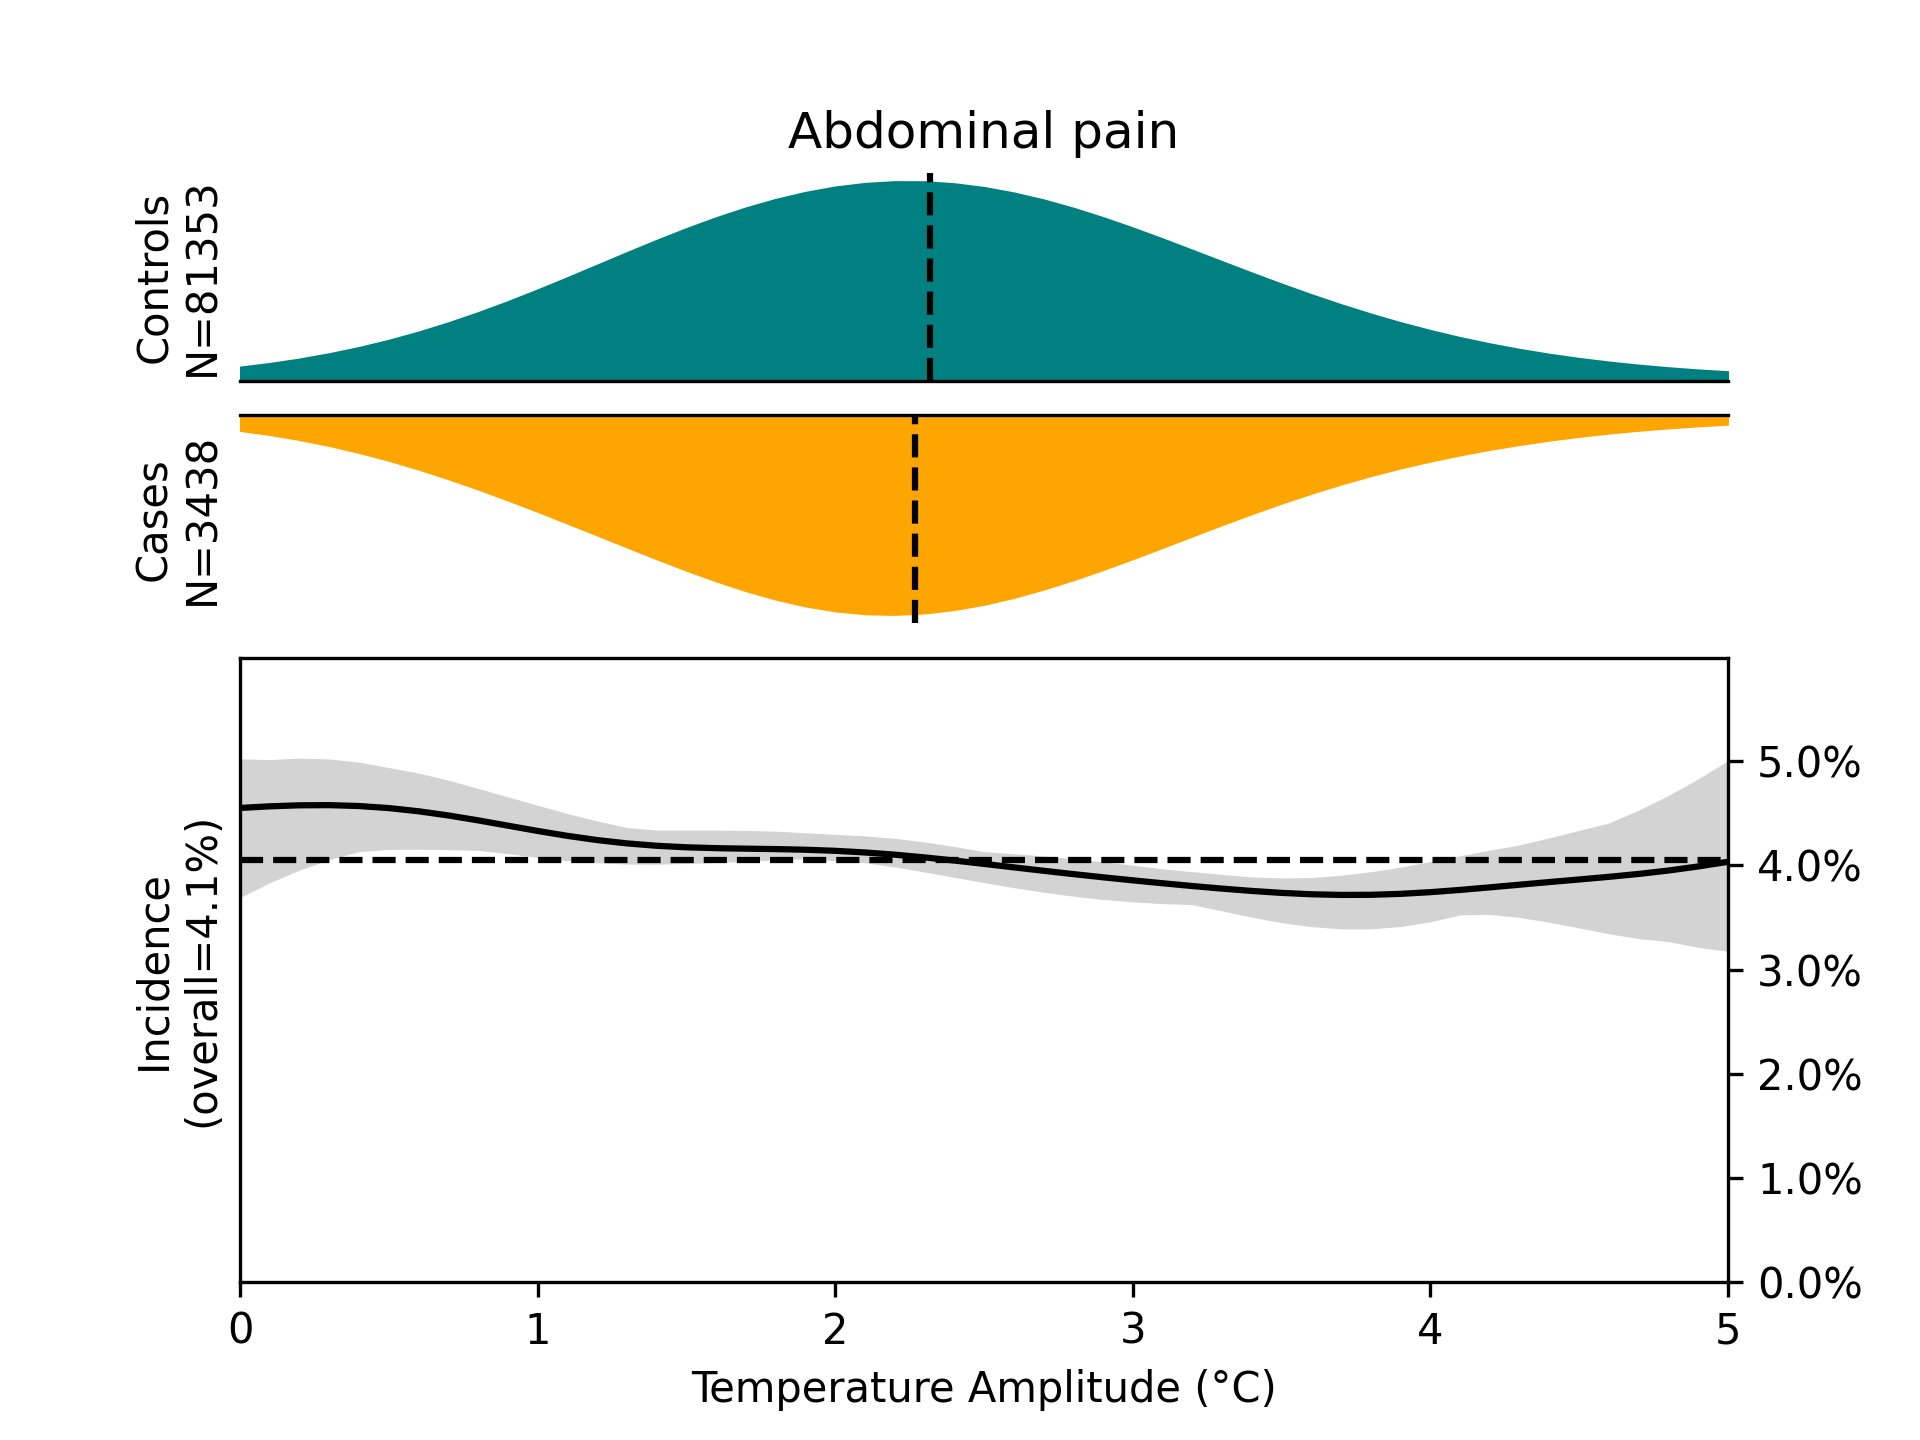 Abdominal pain
Controls
N=81353
Cases
N=3438
Incidence
(overall=4.1%)
5.0%
4.0%
3.0%
2.0%
1.0%
0.0%
0 1 2 3 4 5
Temperature Amplitude (°C)